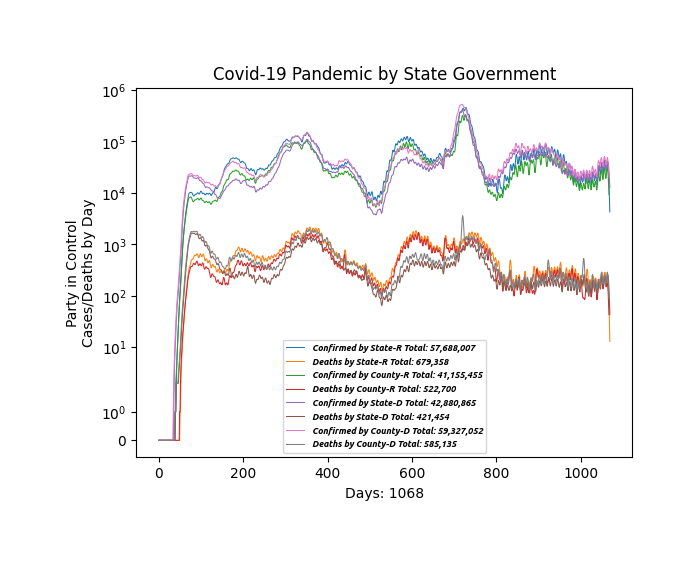 Covid-19 Pandemic by State Government
Party in Control
Cases/Deaths by Day
10^6
10^5
10^4
10^3
10^2
10^1
10^0
0
Confirmed by State-R Total: 57,688,007
Deaths by State-R Total: 679,358
Confirmed by County-R Total: 41,155,455
Deaths by County-R Total: 522,700
Confirmed by State-D Total: 42,880,865
Deaths by State-D Total: 421,454
Confirmed by County-D Total: 59,327,052
Deaths by County-D Total: 585,135
0 200 400 600 800 1000
Days: 1068